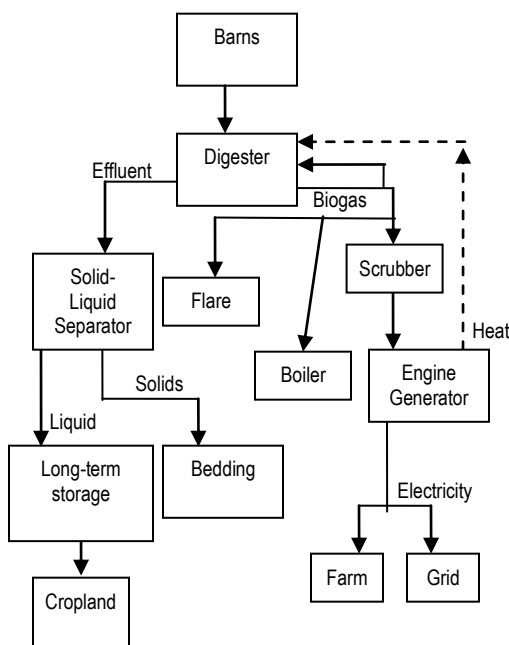 Barns
Digester
Effluent
Biogas
Solid-
Liquid
Separator
Flare
Scrubber
Boiler
Heat
Engine
Generator
Solids
Liquid
Long-term
storage
Bedding
Electricity
Farm
Grid
Cropland